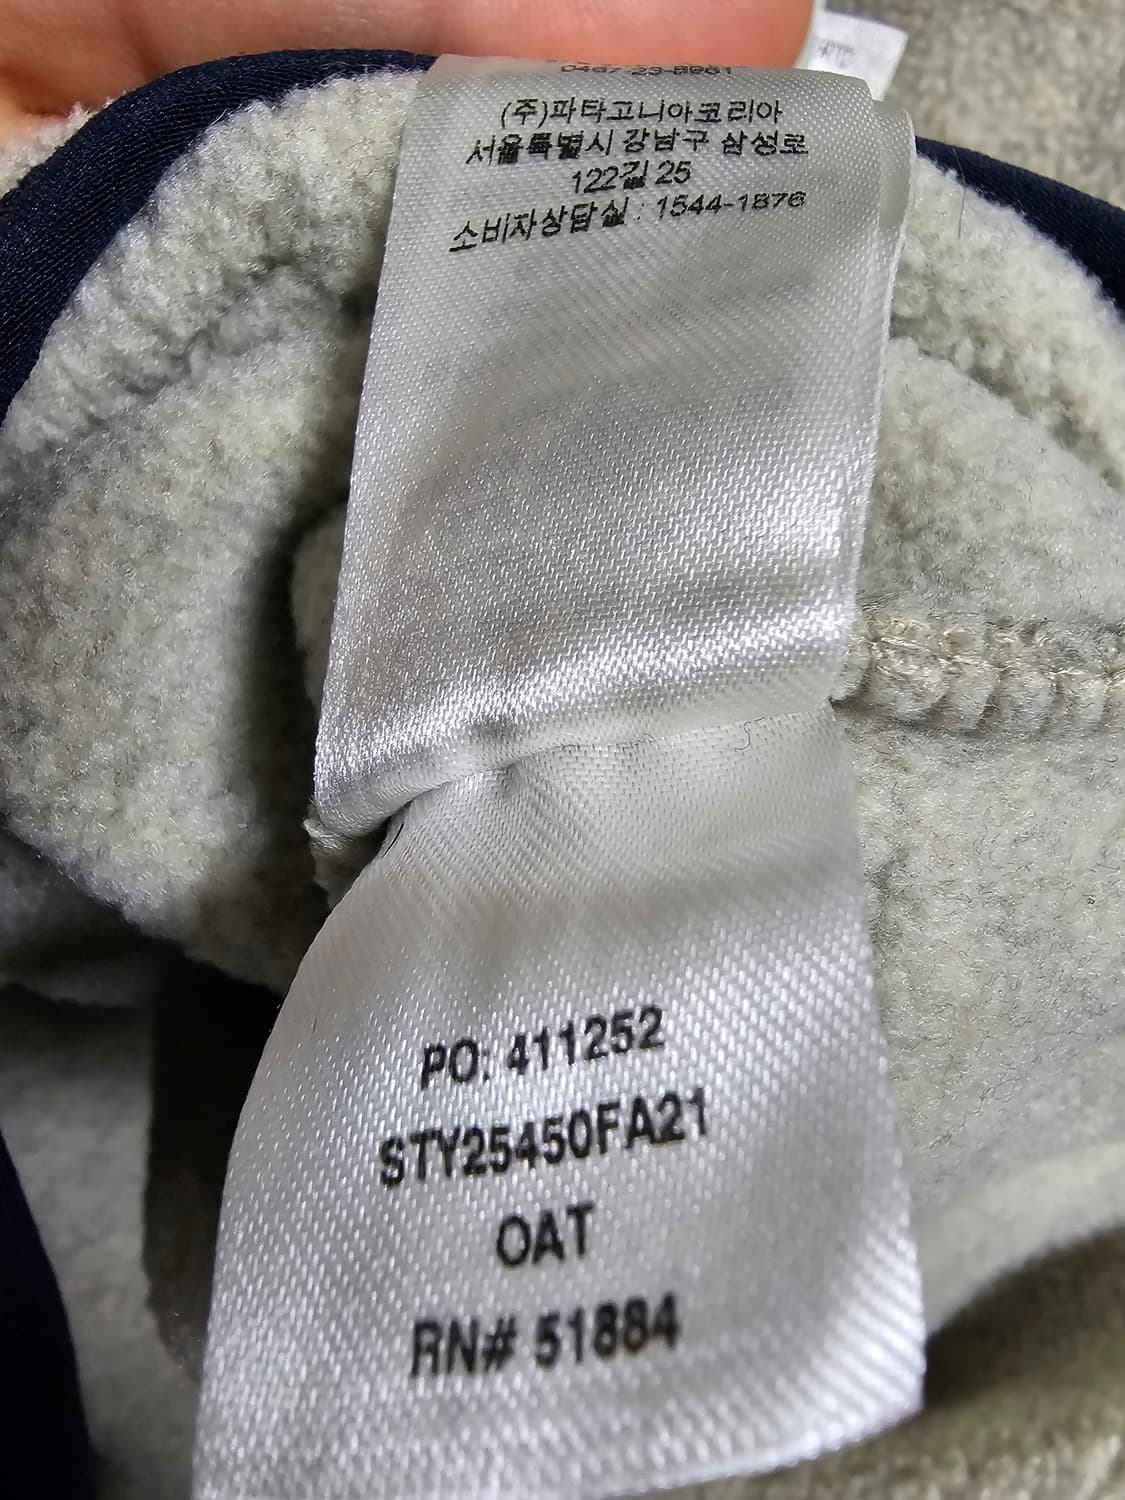 (주)파타고니아코리아
서울특별시 강남구 삼성로
122길 25
소비자상담실 : 1544-1876
PO: 411252
STY25450FA21
OAT
RN# 51884